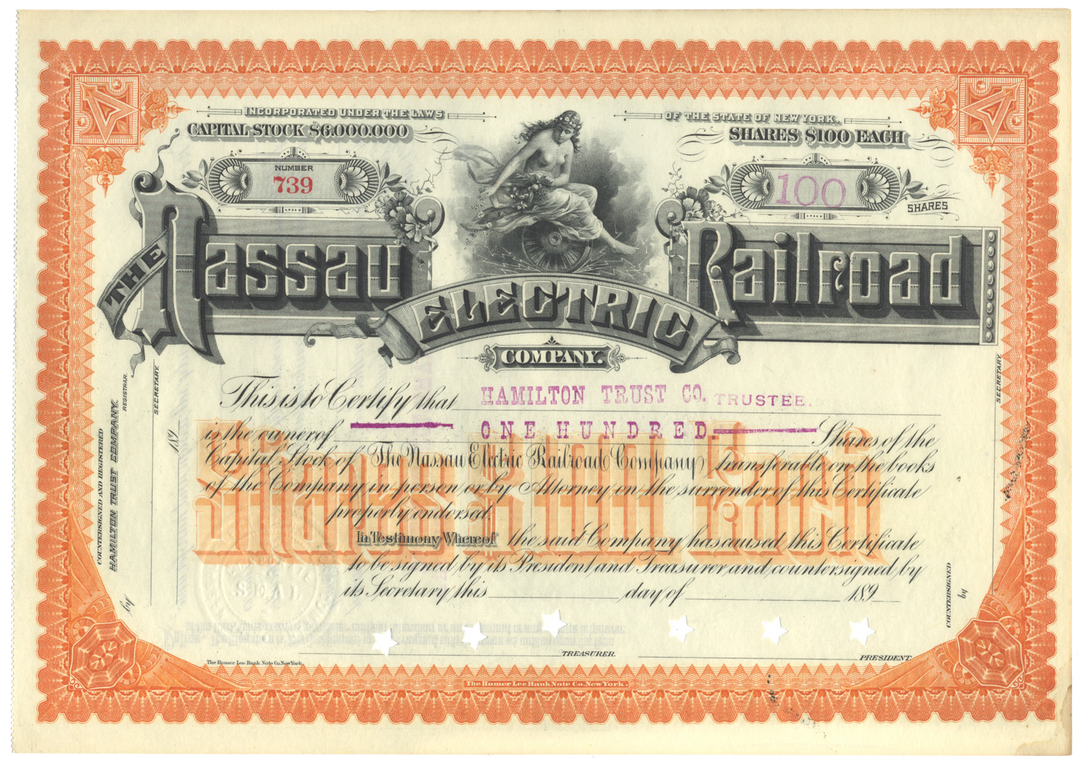 INCORPORATED UNDER THE LAWS OF THE STATE OF NEW YORK.
CAPITAL STOCK $6,000,000 SHARES $100 EACH
NUMBER
739
100
SHARES
THE Nassau ELECTRIC Railroad
COMPANY.
This is to Certify that HAMILTON TRUST CO. TRUSTEE.
is the owner of ONE HUNDRED Shares of the
Capital Stock of The Nassau Electric Railroad Company, transferable on the books
of the Company in person, or by Attorney, on the surrender of this Certificate
properly endorsed.
In Testimony Whereof the said Company has caused this Certificate
to be signed by its President and Treasurer, and countersigned by
its Secretary this day of 189
TREASURER.
PRESIDENT.
Shares $100 Each
COUNTERSIGNED AND REGISTERED
HAMILTON TRUST COMPANY.
REGISTRAR.
by
189
SECRETARY.
SECRETARY.
COUNTERSIGNED
by
SEAL
The Homer Lee Bank Note Co. New York.
The Homer Lee Bank Note Co. New York.